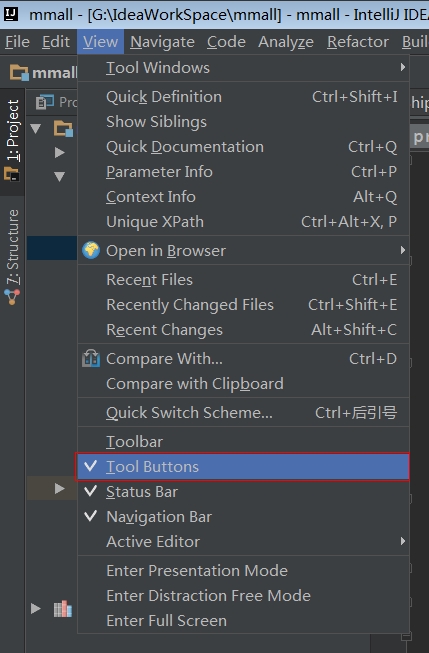 mmall - [G:\IdeaWorkSpace\mmall] - mmall - IntelliJ IDE
File Edit View Navigate Code Analyze Refactor
mmall
1: Project
7: Structure
Tool Windows
Quick Definition Ctrl+Shift+I
Show Siblings
Quick Documentation Ctrl+Q
Parameter Info Ctrl+P
Context Info Alt+Q
Unique XPath Ctrl+Alt+X, P
Open in Browser
Recent Files Ctrl+E
Recently Changed Files Ctrl+Shift+E
Recent Changes Alt+Shift+C
Compare With... Ctrl+D
Compare with Clipboard
Quick Switch Scheme... Ctrl+后引号
Toolbar
Tool Buttons
Status Bar
Navigation Bar
Active Editor
Enter Presentation Mode
Enter Distraction Free Mode
Enter Full Screen